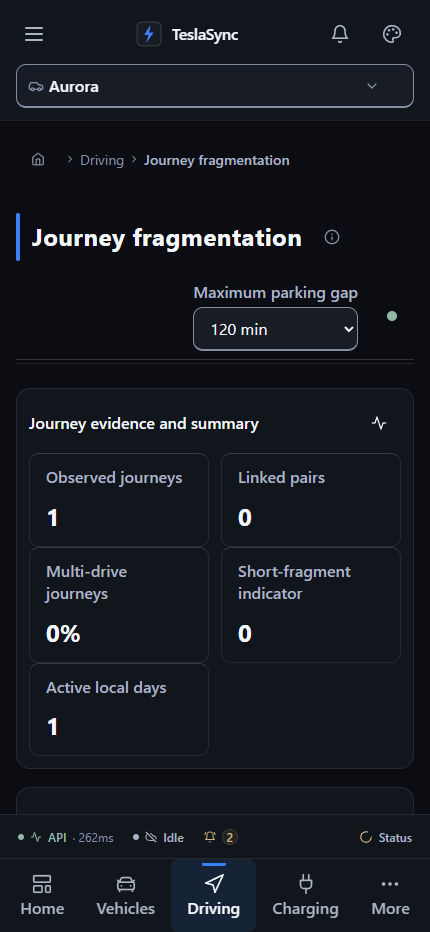 TeslaSync
Aurora
Driving
Journey fragmentation
Journey fragmentation
Maximum parking gap
120 min
Journey evidence and summary
Observed journeys
1
Linked pairs
0
Multi-drive
journeys
0%
Short-fragment
indicator
0
Active local days
1
API · 262ms
Idle
2
Status
Home
Vehicles
Driving
Charging
More